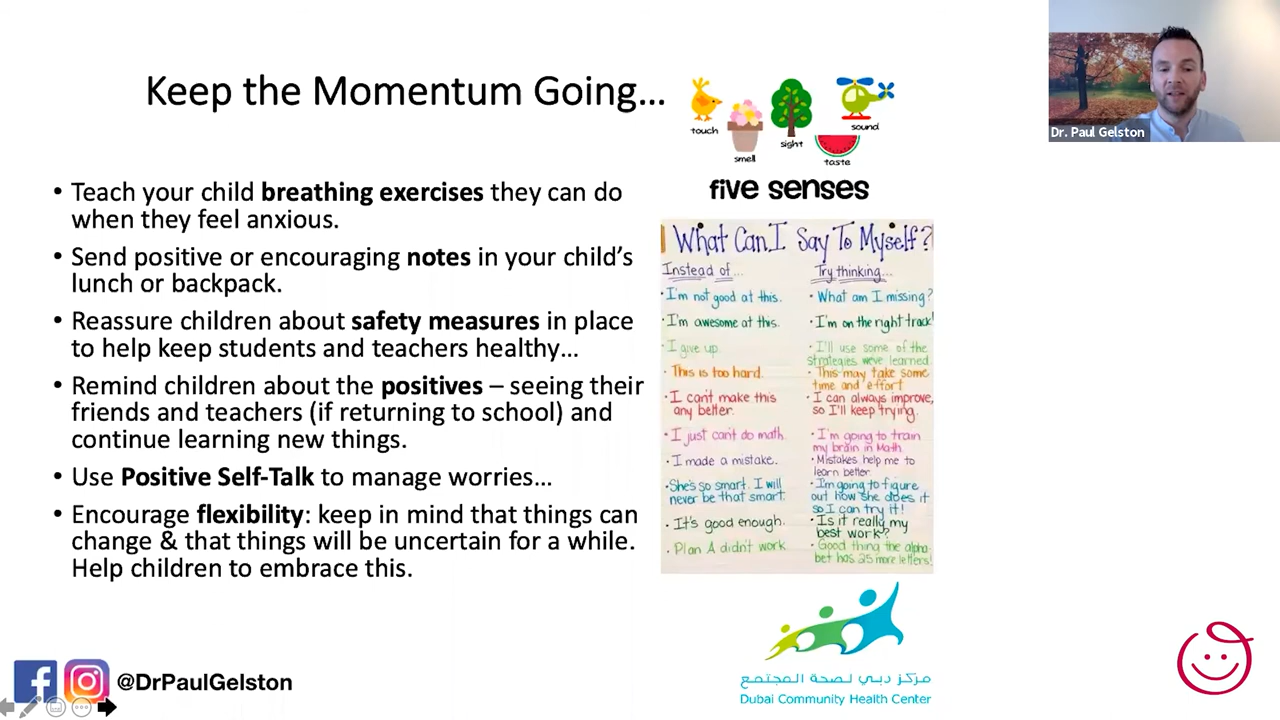 Keep the Momentum Going...
• Teach your child breathing exercises they can do
when they feel anxious.
• Send positive or encouraging notes in your child's
lunch or backpack.
• Reassure children about safety measures in place
to help keep students and teachers healthy...
• Remind children about the positives – seeing their
friends and teachers (if returning to school) and
continue learning new things.
• Use Positive Self-Talk to manage worries...
• Encourage flexibility: keep in mind that things can
change & that things will be uncertain for a while.
Help children to embrace this.
@DrPaulGelston
touch
smell
sight
taste
sound
five senses
What Can I Say To Myself?
Instead of...
Try thinking...
• I'm not good at this.
• What am I missing?
• I'm awesome at this.
• I'm on the right track!
• I give up.
• I'll use some of the
strategies we've learned.
• This is too hard.
• This may take some
time and effort
• I can't make this
any better.
• I can always improve,
so I'll keep trying.
• I just can't do math.
• I'm going to train
my brain in Math.
• I made a mistake.
• Mistakes help me to
learn better.
• She's so smart. I will
never be that smart.
• I'm going to figure
out how she does it
so I can try it!
• It's good enough.
• Is it really my
best work?
• Plan A didn't work
• Good thing the alpha-
bet has 25 more letters!
مركز دبي لصحة المجتمع
Dubai Community Health Center
Dr. Paul Gelston